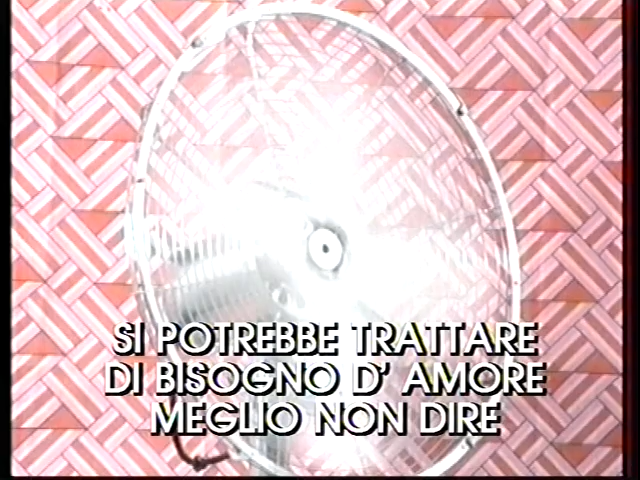 SI POTREBBE TRATTARE
DI BISOGNO D' AMORE
MEGLIO NON DIRE